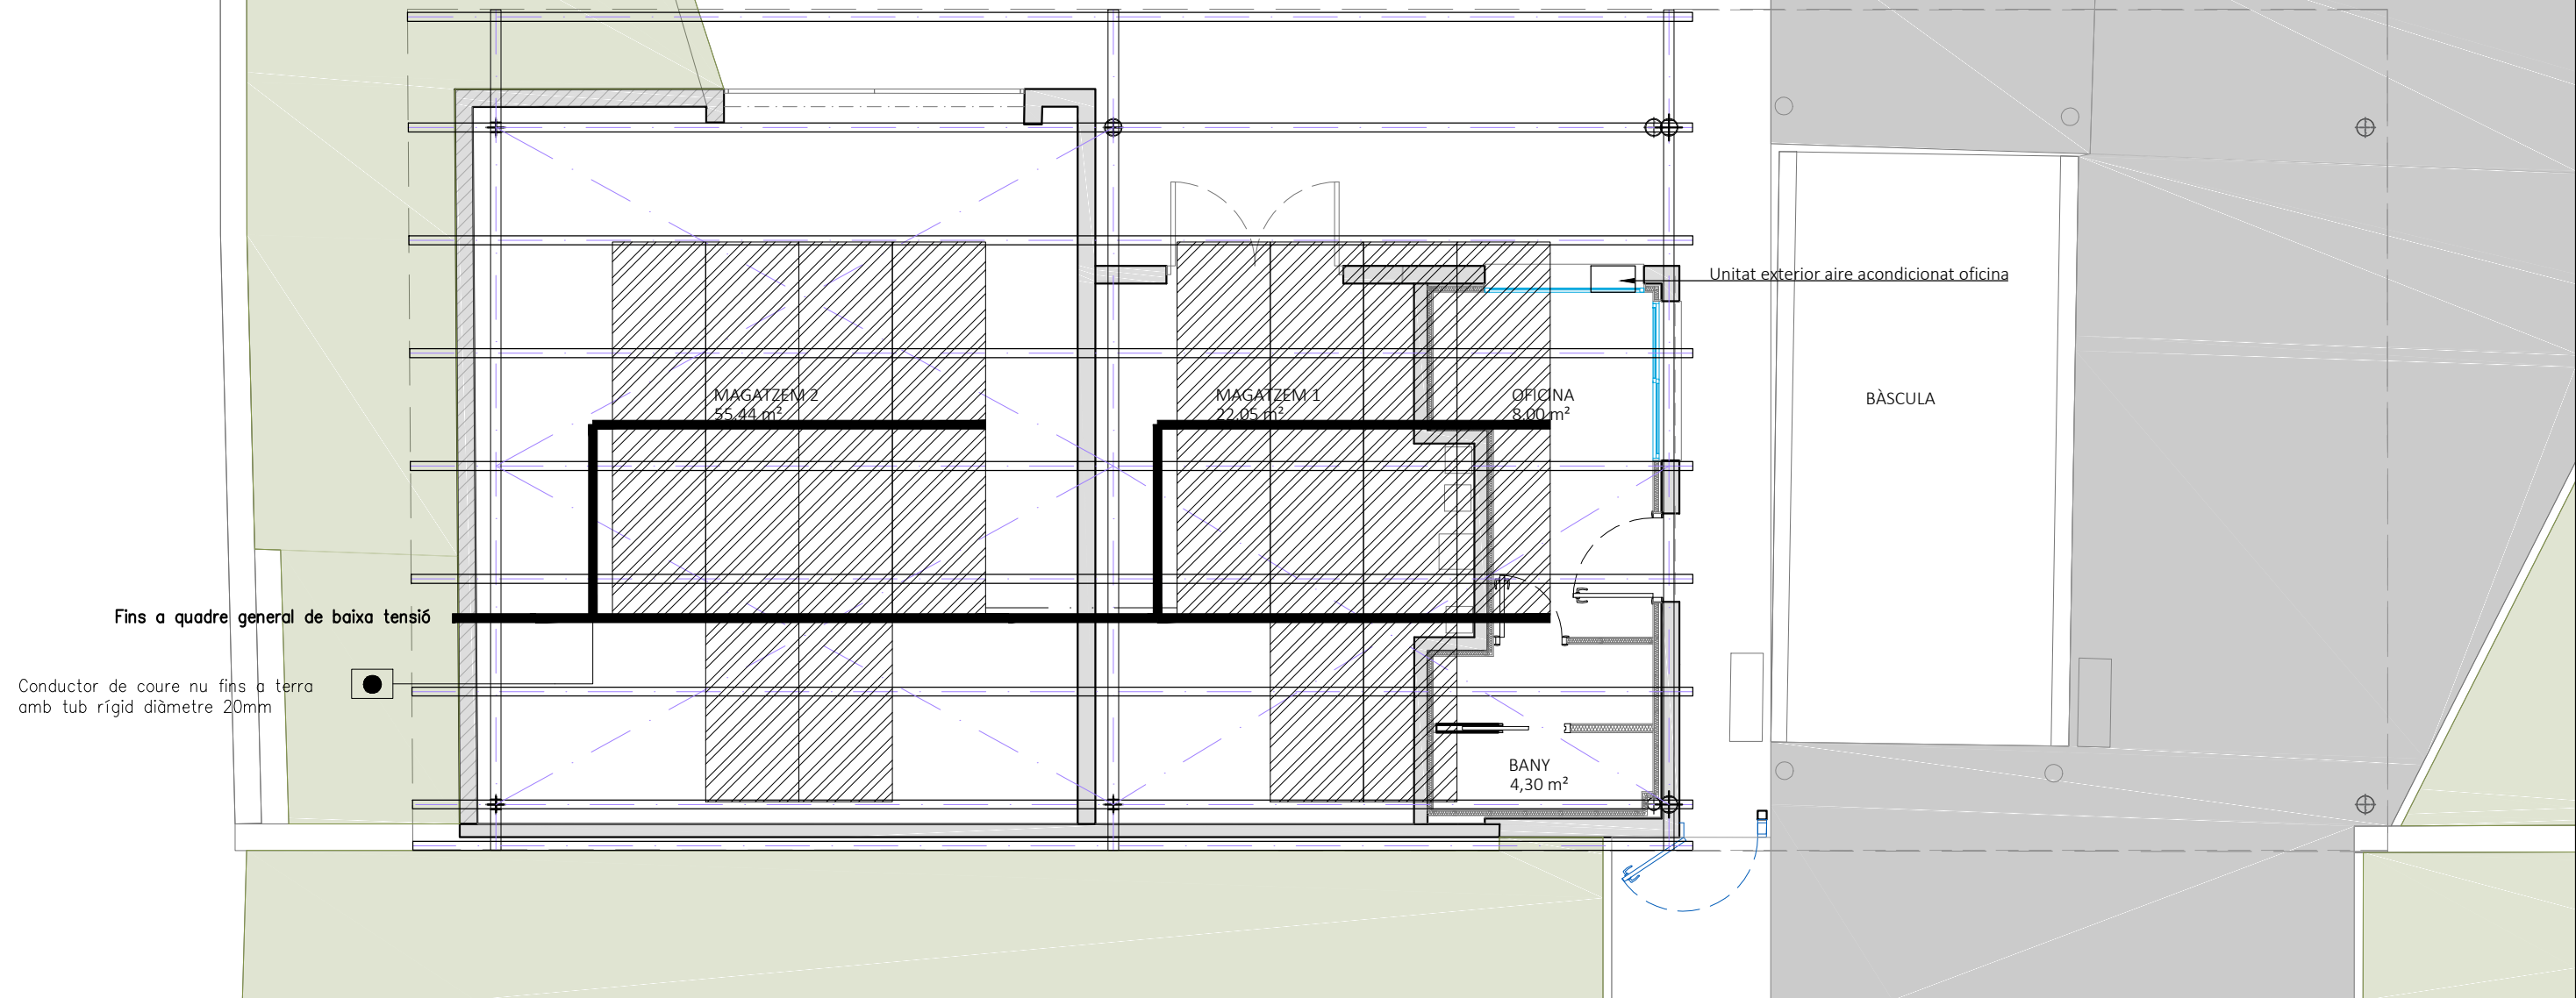 Unitat exterior aire acondicionat oficina
MAGATZEM 2
55.44 m²
MAGATZEM 1
22.05 m²
OFICINA
8.00 m²
BÀSCULA
Fins a quadre general de baixa tensió
Conductor de coure nu fins a terra
amb tub rígid diàmetre 20mm
BANY
4,30 m²